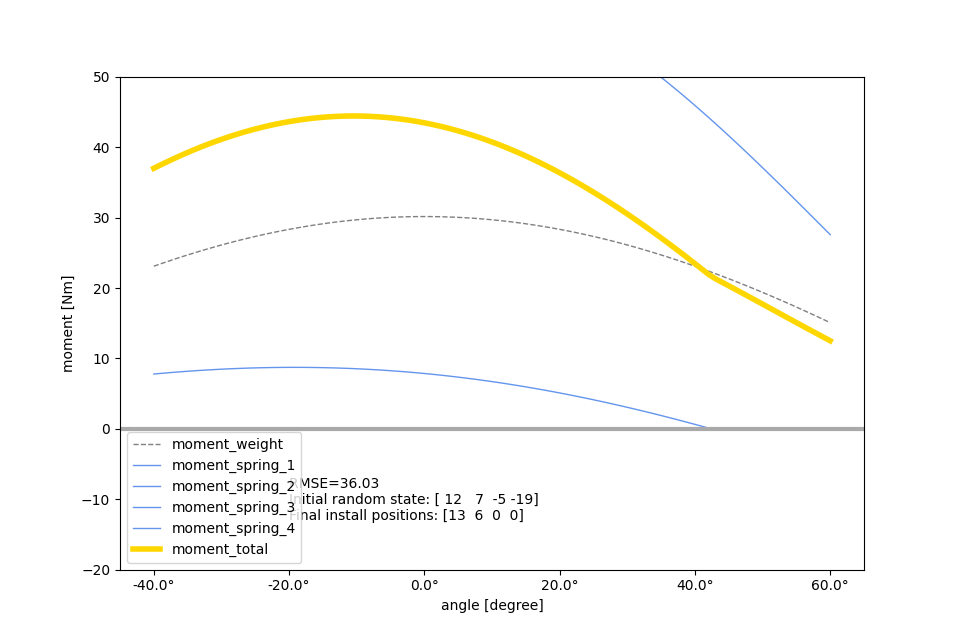 50
40
30
20
10
0
−10
−20
moment [Nm]
moment_weight
moment_spring_1
moment_spring_2
moment_spring_3
moment_spring_4
moment_total
RMSE=36.03
Initial random state: [ 12   7  -5 -19]
Final install positions: [13  6  0  0]
-40.0° -20.0° 0.0° 20.0° 40.0° 60.0°
angle [degree]